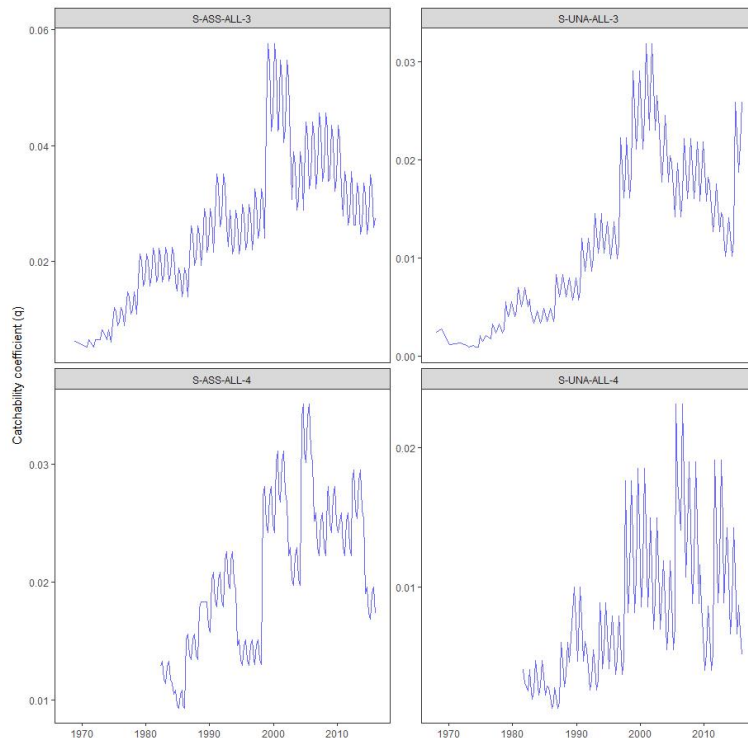 S-ASS-ALL-3
S-UNA-ALL-3
0.06
0.04
0.02
0.03
0.02
0.01
0.00
Catchability coefficient (q)
S-ASS-ALL-4
S-UNA-ALL-4
0.03
0.02
0.01
0.02
0.01
1970 1980 1990 2000 2010
1970 1980 1990 2000 2010